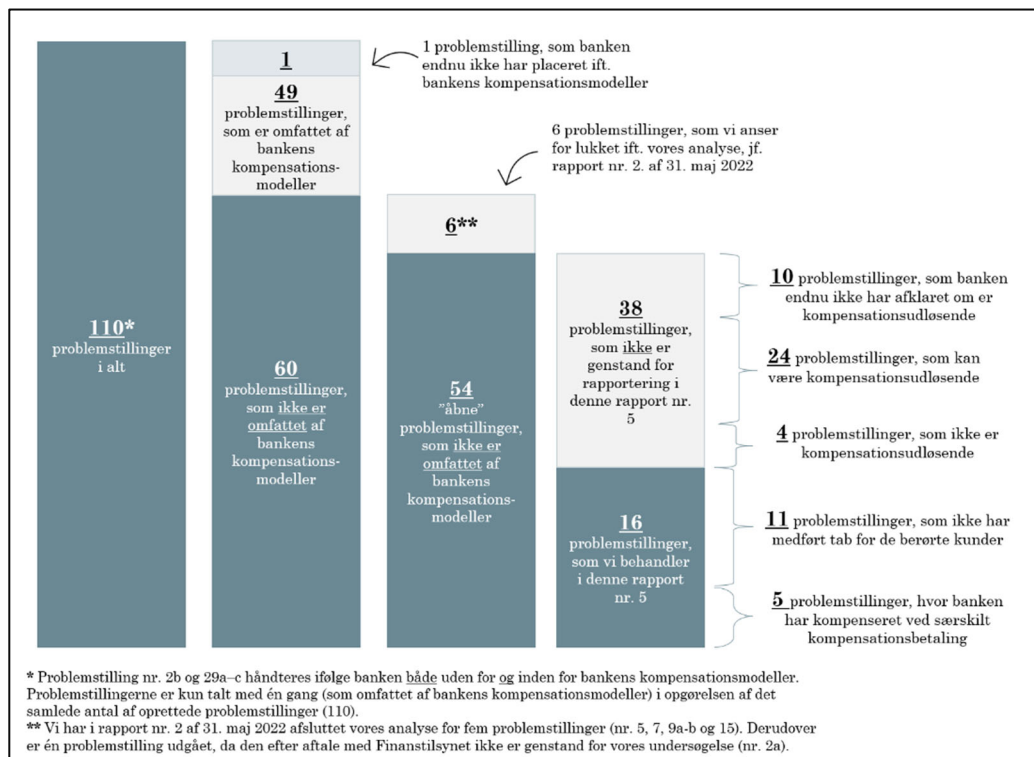 110*
problemstillinger
i alt
1
49
problemstillinger,
som er omfattet af
bankens
kompensations-
modeller
60
problemstillinger,
som ikke er
omfattet af
bankens
kompensations-
modeller
1 problemstilling, som banken
endnu ikke har placeret ift.
bankens kompensationsmodeller
6**
54
”åbne”
problemstillinger,
som ikke er
omfattet af
bankens
kompensations-
modeller
6 problemstillinger, som vi anser
for lukket ift. vores analyse, jf.
rapport nr. 2. af 31. maj 2022
38
problemstillinger,
som ikke er
genstand for
rapportering i
denne rapport nr.
5
16
problemstillinger,
som vi behandler
i denne rapport
nr. 5
10 problemstillinger, som banken
endnu ikke har afklaret om er
kompensationsudløsende
24 problemstillinger, som kan
være kompensationsudløsende
4 problemstillinger, som ikke er
kompensationsudløsende
11 problemstillinger, som ikke har
medført tab for de berørte kunder
5 problemstillinger, hvor banken
har kompenseret ved særskilt
kompensationsbetaling
* Problemstilling nr. 2b og 29a–c håndteres ifølge banken både uden for og inden for bankens kompensationsmodeller.
Problemstillingerne er kun talt med én gang (som omfattet af bankens kompensationsmodeller) i opgørelsen af det
samlede antal af oprettede problemstillinger (110).
** Vi har i rapport nr. 2 af 31. maj 2022 afsluttet vores analyse for fem problemstillinger (nr. 5, 7, 9a-b og 15). Derudover
er én problemstilling udgået, da den efter aftale med Finanstilsynet ikke er genstand for vores undersøgelse (nr. 2a).